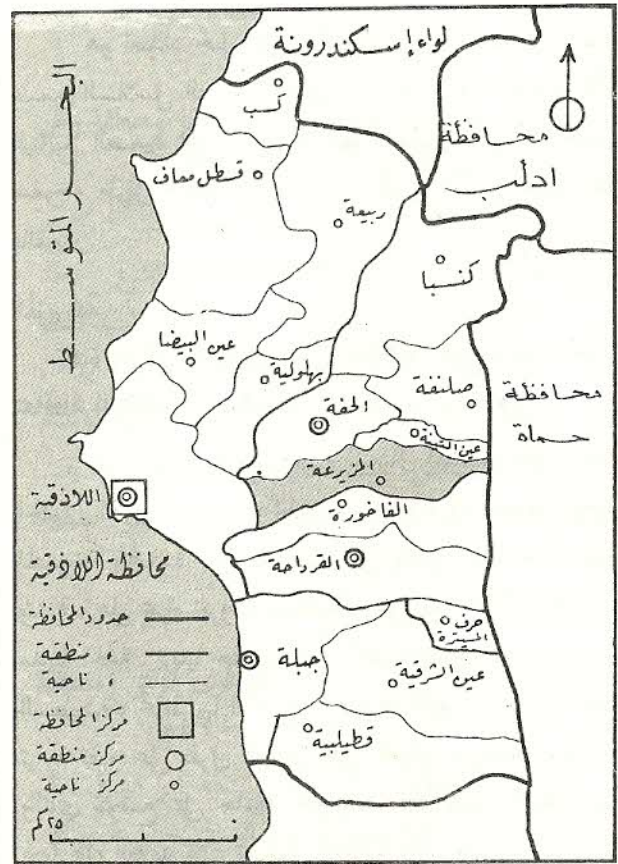 لواء إسكندرونة
البحر المتوسط
محافظة
ادلب
كسب
قسطل معاف
ربيعة
كنسبا
عين البيضا
بهلولية
صلنفة
محافظة
حماة
الحفة
عين التينة
المزيرعة
اللاذقية
الفاخورة
القرداحة
محافظة اللاذقية
حدود المحافظة
، منطقة
، ناحية
مركز المحافظة
مركز منطقة
مركز ناحية
٢٥ كم
حرف
المسيترة
جبلة
عين الشرقية
قطيلبية